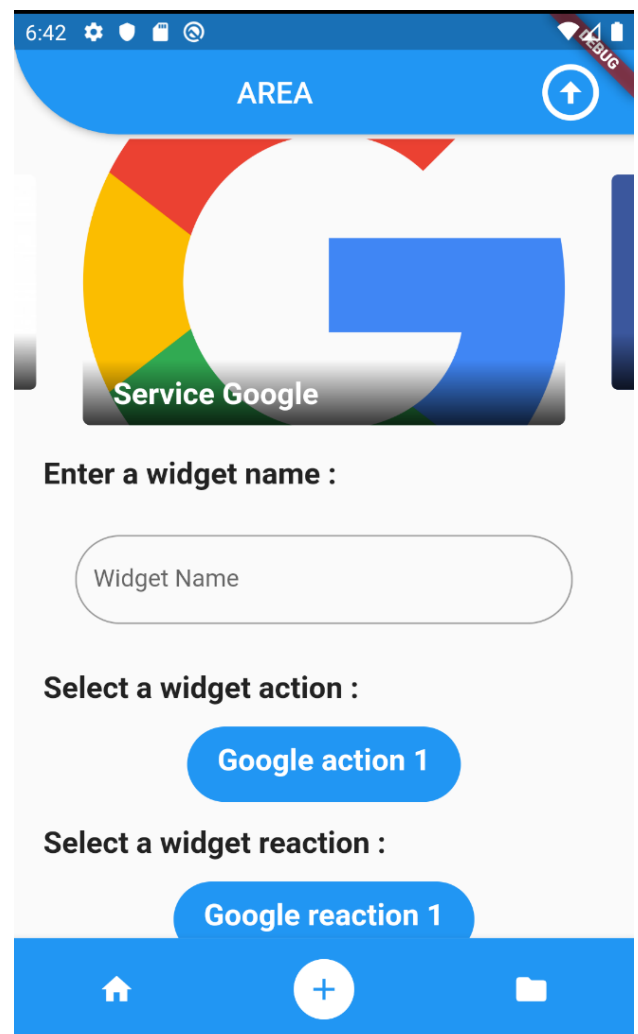 6:42
DEBUG
AREA
Service Google
Enter a widget name :
Widget Name
Select a widget action :
Google action 1
Select a widget reaction :
Google reaction 1